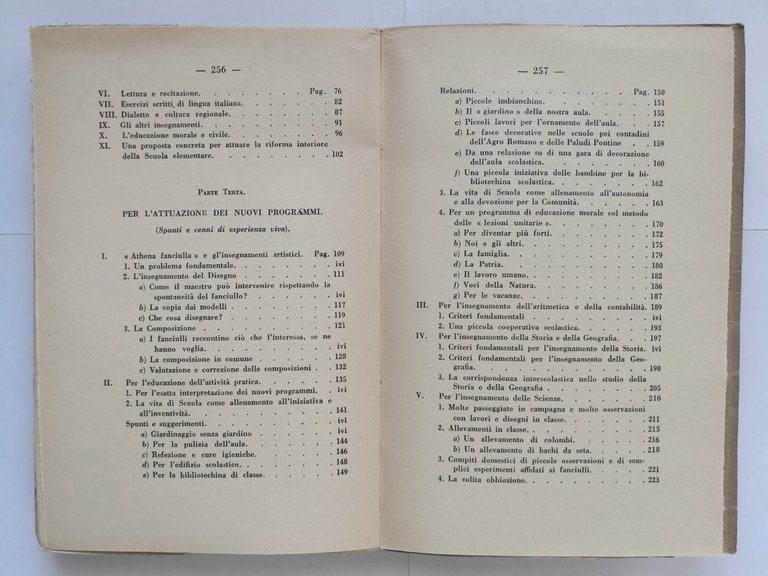 — 256 —
VI. Lettura e recitazione. . . . . . . . . Pag. 76
VII. Esercizi scritti di lingua italiana. . . . . . . 82
VIII. Dialetto e cultura regionale. . . . . . . . 87
IX. Gli altri insegnamenti. . . . . . . . . . 91
X. L'educazione morale e civile. . . . . . . . 96
XI. Una proposta concreta per attuare la riforma interiore
della Scuola elementare. . . . . . . . . 102
PARTE TERZA.
PER L'ATTUAZIONE DEI NUOVI PROGRAMMI.
(Spunti e cenni di esperienza viva).
I. « Athena fanciulla » e gl'insegnamenti artistici. Pag. 109
1. Un problema fondamentale. . . . . . . . ivi
2. L'insegnamento del Disegno . . . . . . . 111
a) Come il maestro può intervenire rispettando la
spontaneità del fanciullo? . . . . . . . ivi
b) La copia dai modelli . . . . . . . . 117
c) Che cosa disegnare? . . . . . . . . 119
3. La Composizione . . . . . . . . . . 121
a) I fanciulli raccontino ciò che l'interessa, se ne
hanno voglia. . . . . . . . . . . ivi
b) La composizione in comune . . . . . . 128
c) Valutazione e correzione delle composizioni . . 132
II. Per l'educazione dell'attività pratica. . . . . . 135
1. Per l'esatta interpretazione dei nuovi programmi. . ivi
2. La vita di Scuola come allenamento all'iniziativa e
all'inventività. . . . . . . . . . . . 141
Spunti e suggerimenti. . . . . . . . . . ivi
a) Giardinaggio senza giardino . . . . . . ivi
b) Per la pulizia dell'aula. . . . . . . . 144
c) Refezione e cure igieniche. . . . . . . 146
d) Per l'edifizio scolastico. . . . . . . . 148
e) Per la bibliotechina di classe. . . . . . 149
— 257 —
Relazioni. . . . . . . . . . . . Pag. 150
a) Piccole imbianchine. . . . . . . . . 151
b) Il « giardino » della nostra aula. . . . . . 155
c) Piccoli lavori per l'ornamento dell'aula. . . . 157
d) Le fasce decorative nelle scuole pei contadini
dell'Agro Romano e delle Paludi Pontine . . 159
e) Da una relazione su di una gara di decorazione
dell'aula scolastica. . . . . . . . . . 160
f) Una piccola iniziativa delle bambine per la bi-
bliotechina scolastica. . . . . . . . . 162
3. La vita di Scuola come allenamento all'autonomia
e alla devozione per la Comunità. . . . . . 163
4. Per un programma di educazione morale col metodo
delle « lezioni unitarie ». . . . . . . . . 170
a) Per diventar più forti. . . . . . . . . 172
b) Noi e gli altri. . . . . . . . . . . 175
c) La famiglia. . . . . . . . . . . . 179
d) La Patria. . . . . . . . . . . . 180
e) Il lavoro umano. . . . . . . . . . 182
f) Voci della Natura. . . . . . . . . . 186
g) Per le vacanze. . . . . . . . . . . 187
III. Per l'insegnamento dell'aritmetica e della contabilità. 189
1. Criteri fondamentali . . . . . . . . . ivi
2. Una piccola cooperativa scolastica. . . . . . 193
IV. Per l'insegnamento della Storia e della Geografia. . 197
1. Criteri fondamentali per l'insegnamento della Storia. ivi
2. Criteri fondamentali per l'insegnamento della Geo-
grafia. . . . . . . . . . . . . . 198
3. La corrispondenza interscolastica nello studio della
Storia e della Geografia . . . . . . . . 205
V. Per l'insegnamento delle Scienze. . . . . . . 210
1. Molte passeggiate in campagna e molte osservazioni
con lavori e disegni in classe. . . . . . . 211
2. Allevamenti in classe. . . . . . . . . 215
a) Un allevamento di colombi. . . . . . . 216
b) Un allevamento di bachi da seta. . . . . . 218
3. Compiti domestici di piccole osservazioni e di sem-
plici esperimenti affidati ai fanciulli. . . . . 221
4. La solita obbiezione. . . . . . . . . . 223